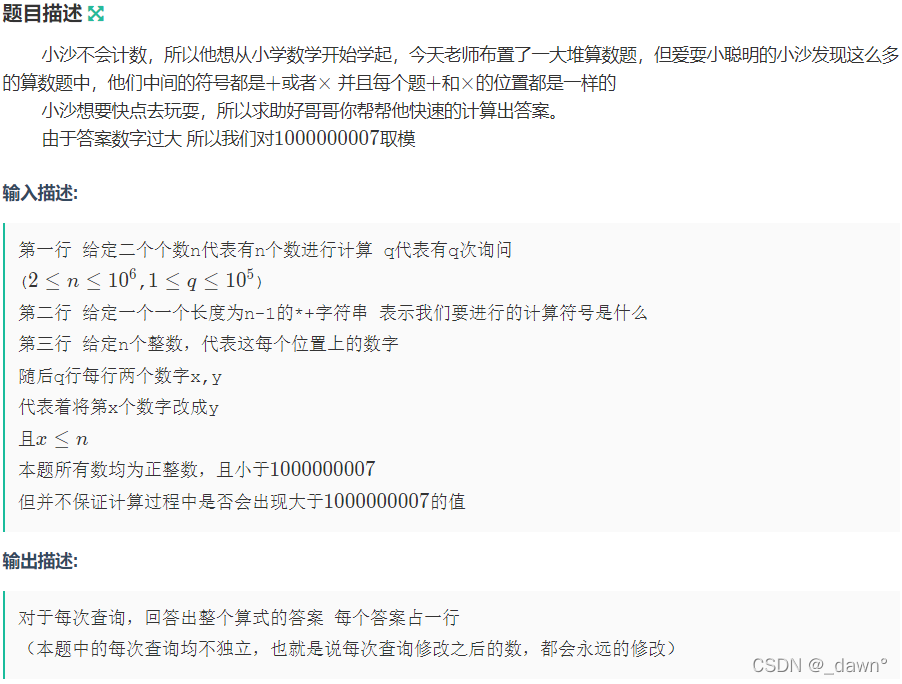 题目描述
小沙不会计数，所以他想从小学数学开始学起，今天老师布置了一大堆算数题，但爱耍小聪明的小沙发现这么多
的算数题中，他们中间的符号都是+或者× 并且每个题+和×的位置都是一样的
小沙想要快点去玩耍，所以求助好哥哥你帮帮他快速的计算出答案。
由于答案数字过大 所以我们对1000000007取模
输入描述:
第一行 给定二个个数n代表有n个数进行计算 q代表有q次询问
(2 ≤ n ≤ 10^6,1 ≤ q ≤ 10^5)
第二行 给定一个一个长度为n-1的*+字符串 表示我们要进行的计算符号是什么
第三行 给定n个整数，代表这每个位置上的数字
随后q行每行两个数字x,y
代表着将第x个数字改成y
且x ≤ n
本题所有数均为正整数，且小于1000000007
但并不保证计算过程中是否会出现大于1000000007的值
输出描述:
对于每次查询，回答出整个算式的答案 每个答案占一行
（本题中的每次查询均不独立，也就是说每次查询修改之后的数，都会永远的修改）
CSDN @_dawn°